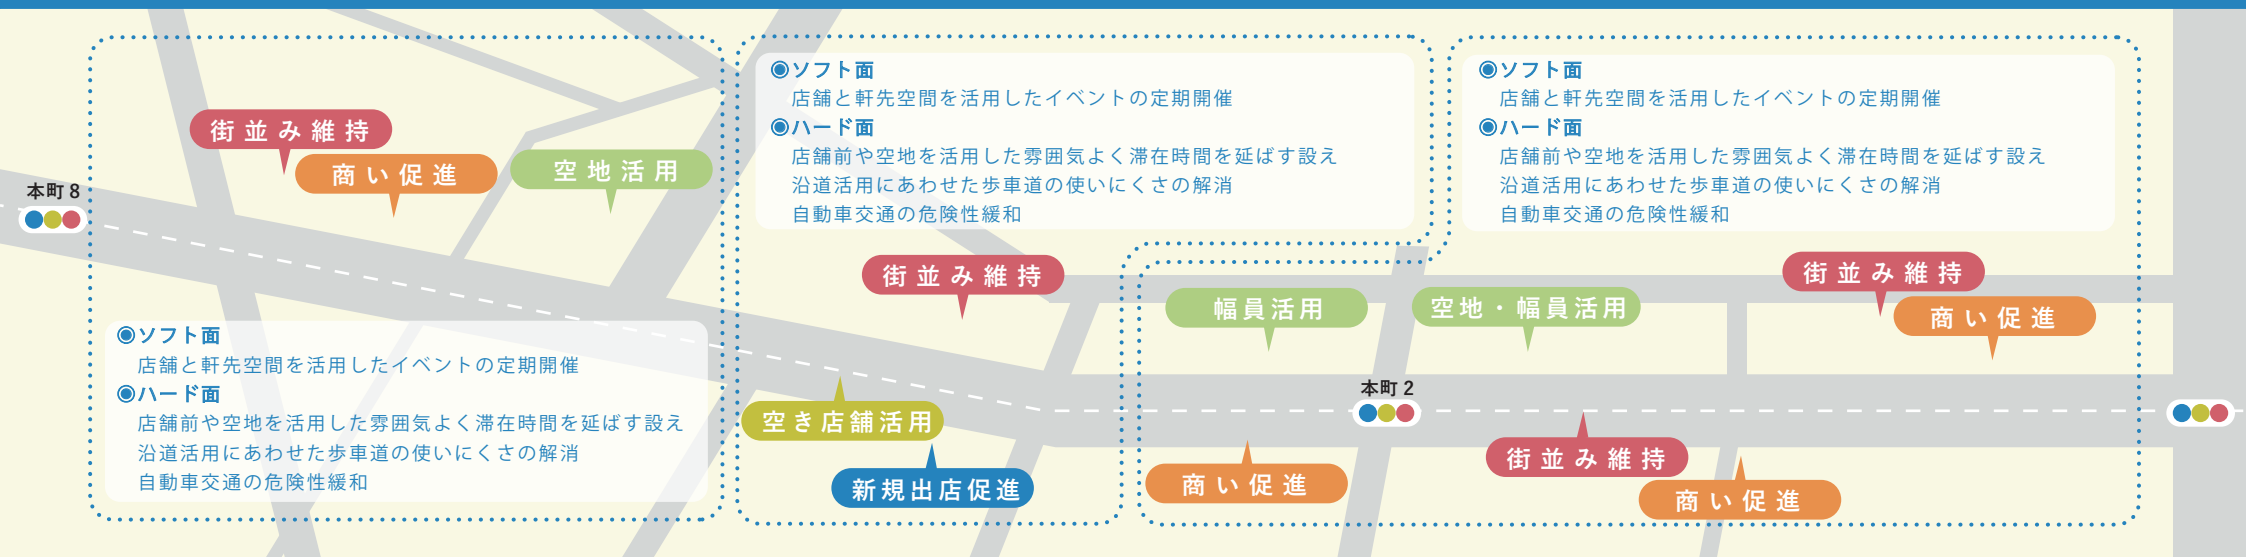 本町 8
街並み維持
商い促進
空地活用
◉ソフト面
店舗と軒先空間を活用したイベントの定期開催
◉ハード面
店舗前や空地を活用した雰囲気よく滞在時間を延ばす設え
沿道活用にあわせた歩車道の使いにくさの解消
自動車交通の危険性緩和
◉ソフト面
店舗と軒先空間を活用したイベントの定期開催
◉ハード面
店舗前や空地を活用した雰囲気よく滞在時間を延ばす設え
沿道活用にあわせた歩車道の使いにくさの解消
自動車交通の危険性緩和
街並み維持
空き店舗活用
新規出店促進
◉ソフト面
店舗と軒先空間を活用したイベントの定期開催
◉ハード面
店舗前や空地を活用した雰囲気よく滞在時間を延ばす設え
沿道活用にあわせた歩車道の使いにくさの解消
自動車交通の危険性緩和
幅員活用
空地・幅員活用
街並み維持
商い促進
本町 2
商い促進
街並み維持
商い促進